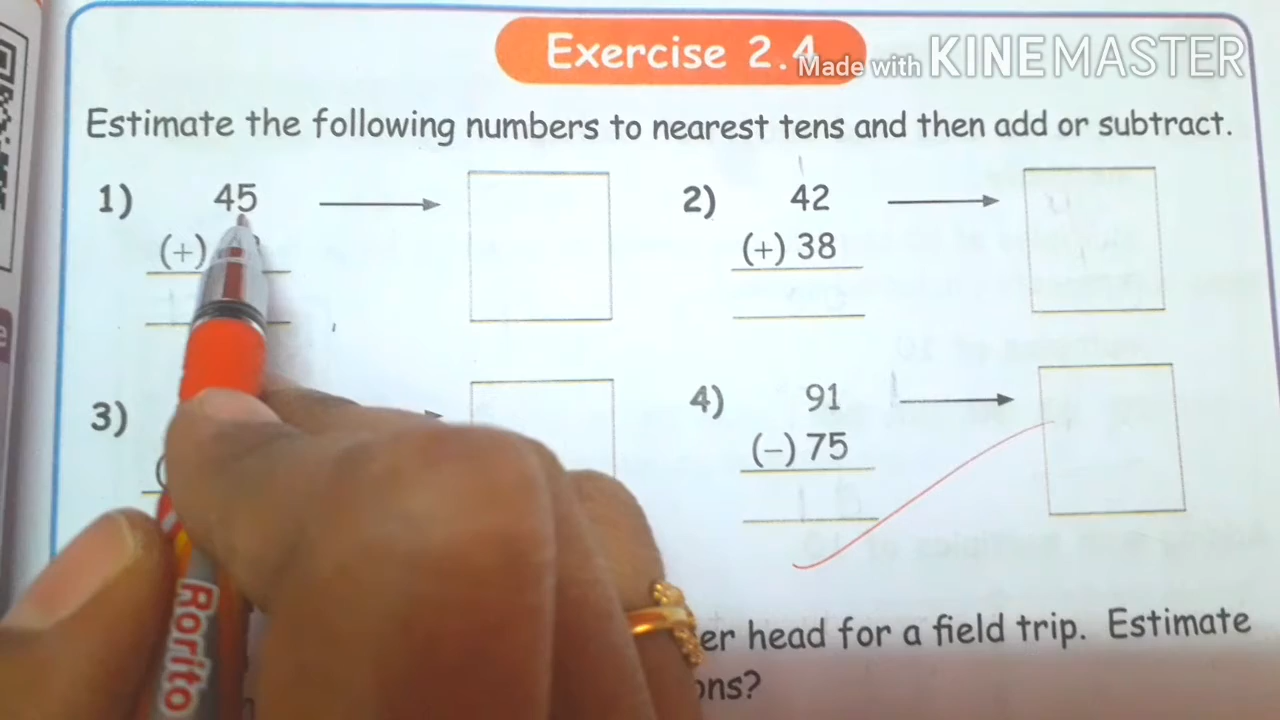 Exercise 2.4
Made with KINEMASTER
Estimate the following numbers to nearest tens and then add or subtract.
1) 45
(+)
2) 42
(+) 38
3)
4) 91
(–) 75
er head for a field trip. Estimate
ons?
Rorito